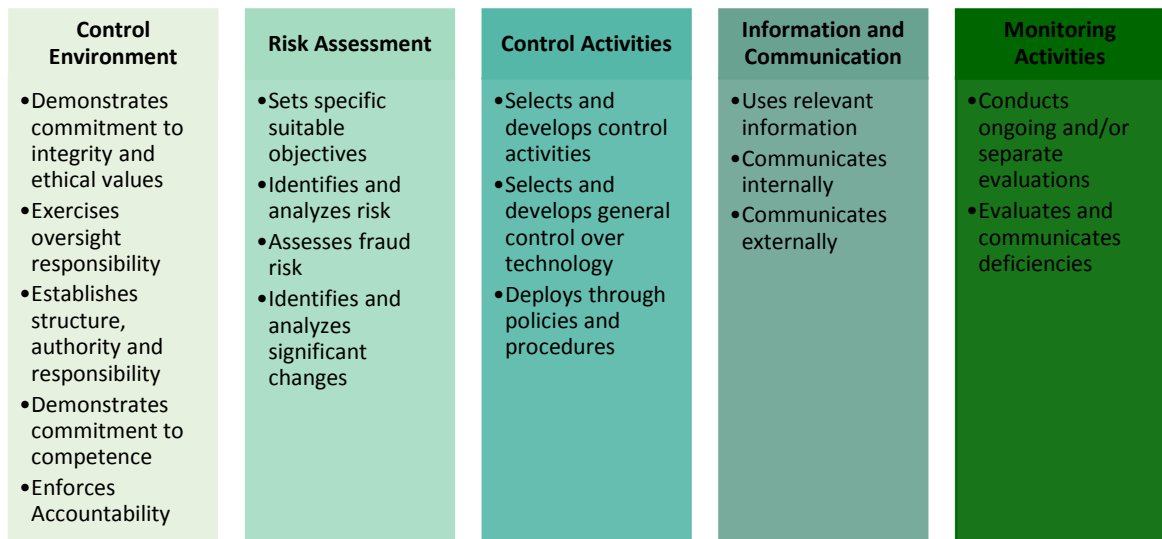 Control
Environment
•Demonstrates
commitment to
integrity and
ethical values
•Exercises
oversight
responsibility
•Establishes
structure,
authority and
responsibility
•Demonstrates
commitment to
competence
•Enforces
Accountability
Risk Assessment
•Sets specific
suitable
objectives
•Identifies and
analyzes risk
•Assesses fraud
risk
•Identifies and
analyzes
significant
changes
Control Activities
•Selects and
develops control
activities
•Selects and
develops general
control over
technology
•Deploys through
policies and
procedures
Information and
Communication
•Uses relevant
information
•Communicates
internally
•Communicates
externally
Monitoring
Activities
•Conducts
ongoing and/or
separate
evaluations
•Evaluates and
communicates
deficiencies